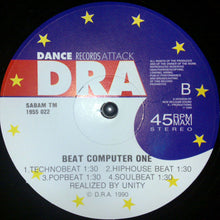 DANCE RECORDS ATTACK
DRA
B
SABAM TM
1955 022
45 RPM
MAXI
STEREO
BEAT COMPUTER ONE
1.TECHNOBEAT 1:30 2.HIPHOUSE BEAT 1:30
3.POPBEAT 1:30 4.SOULBEAT 1:30
REALIZED BY UNITY
© D.R.A. 1990